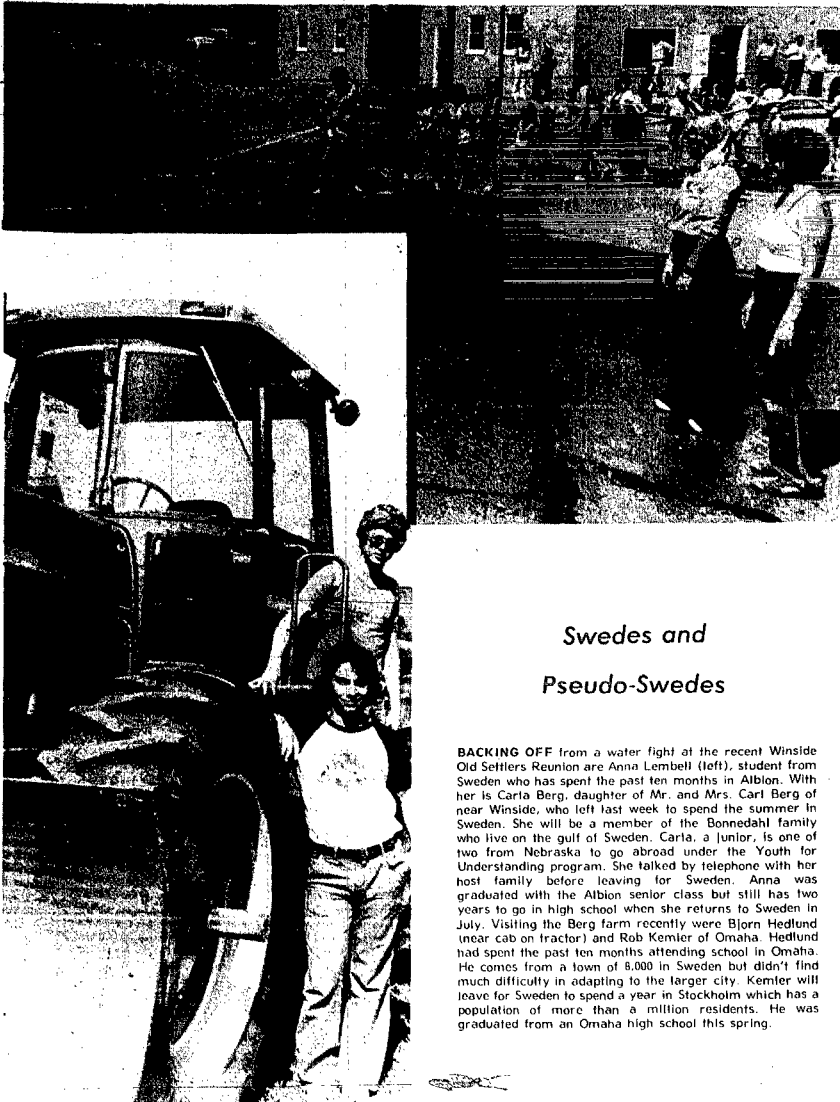 Swedes and
Pseudo-Swedes
BACKING OFF from a water fight at the recent Winside
Old Settlers Reunion are Anna Lembell (left), student from
Sweden who has spent the past ten months in Albion. With
her is Carla Berg, daughter of Mr. and Mrs. Carl Berg of
near Winside, who left last week to spend the summer in
Sweden. She will be a member of the Bonnedahl family
who live on the gulf of Sweden. Carla, a junior, is one of
two from Nebraska to go abroad under the Youth for
Understanding program. She talked by telephone with her
host family before leaving for Sweden. Anna was
graduated with the Albion senior class but still has two
years to go in high school when she returns to Sweden in
July. Visiting the Berg farm recently were Bjorn Hedlund
(near cab on tractor) and Rob Kemler of Omaha. Hedlund
had spent the past ten months attending school in Omaha.
He comes from a town of 8,000 in Sweden but didn't find
much difficulty in adapting to the larger city. Kemler will
leave for Sweden to spend a year in Stockholm which has a
population of more than a million residents. He was
graduated from an Omaha high school this spring.